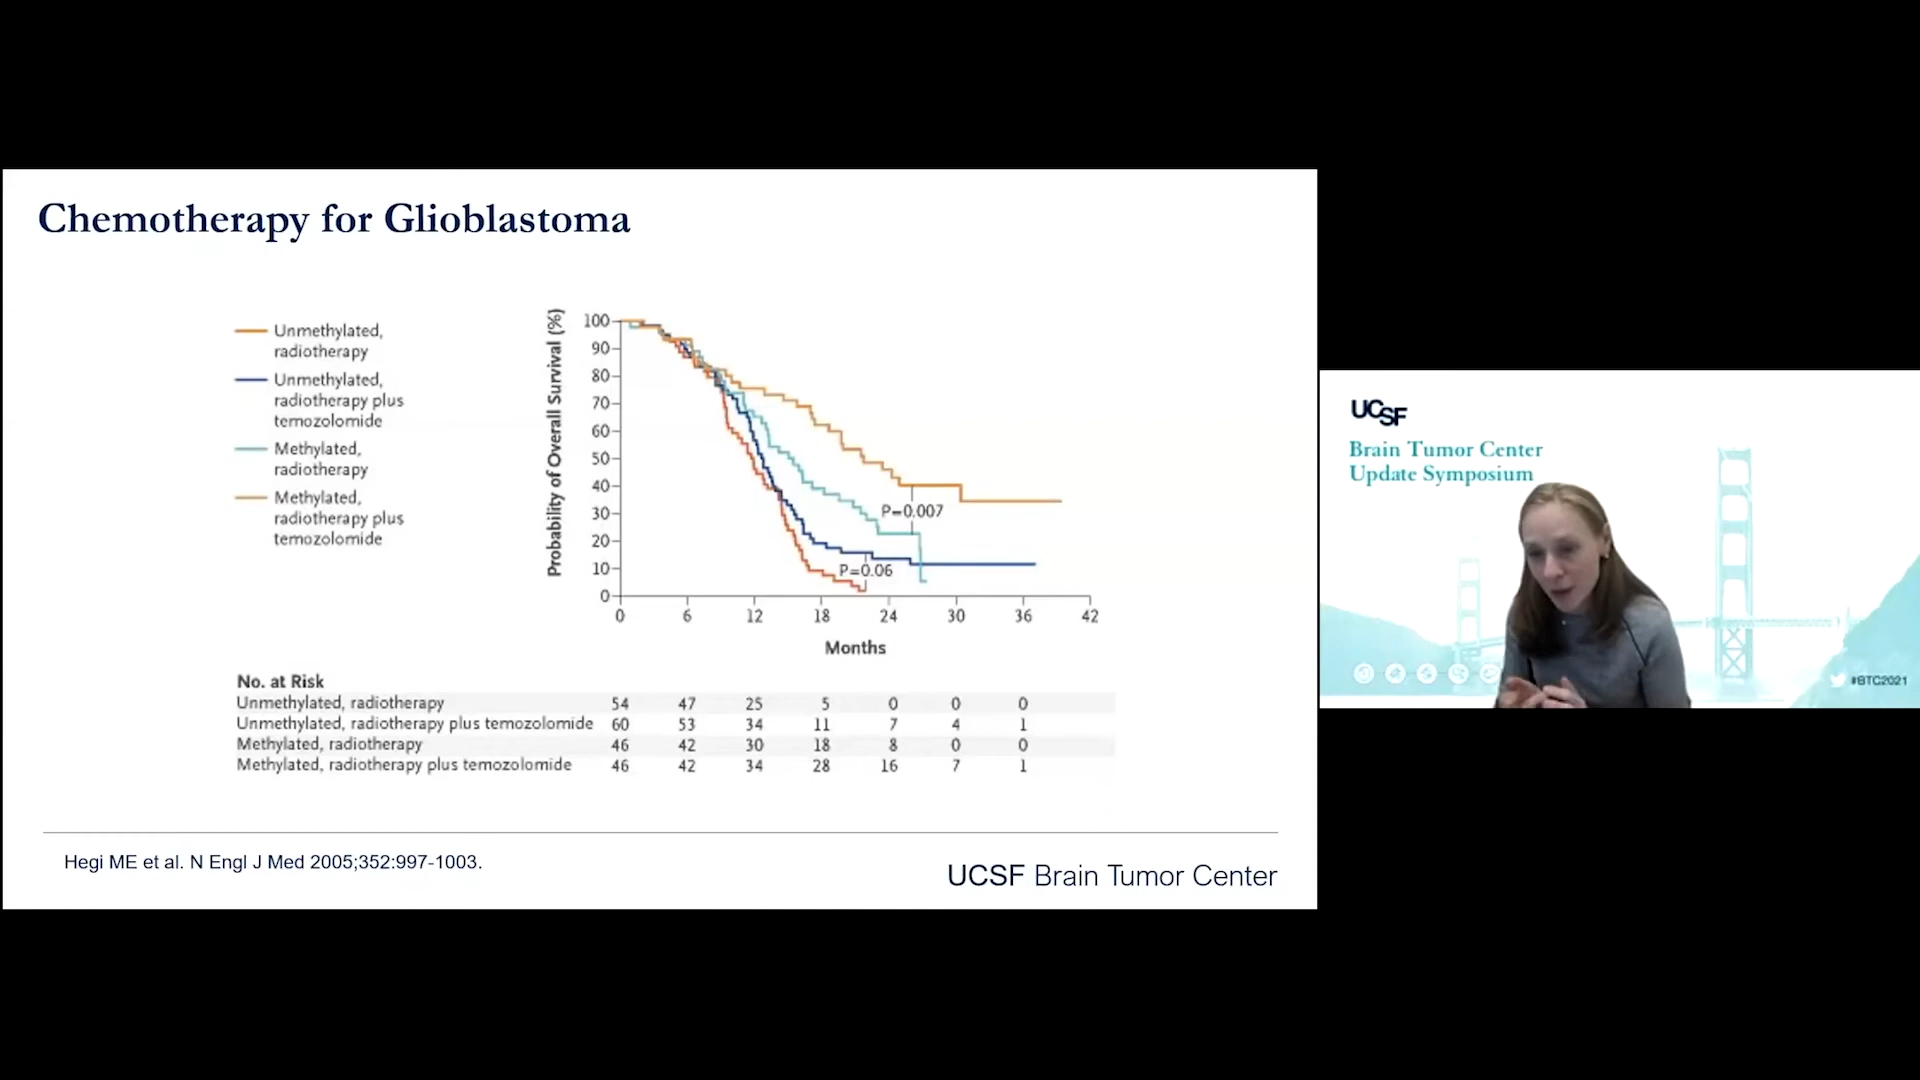 Chemotherapy for Glioblastoma
Unmethylated,
radiotherapy
Unmethylated,
radiotherapy plus
temozolomide
Methylated,
radiotherapy
Methylated,
radiotherapy plus
temozolomide
Probability of Overall Survival (%)
100
90
80
70
60
50
40
30
20
10
0
P=0.007
P=0.06
0 6 12 18 24 30 36 42
Months
No. at Risk
Unmethylated, radiotherapy 54 47 25 5 0 0 0
Unmethylated, radiotherapy plus temozolomide 60 53 34 11 7 4 1
Methylated, radiotherapy 46 42 30 18 8 0 0
Methylated, radiotherapy plus temozolomide 46 42 34 28 16 7 1
Hegi ME et al. N Engl J Med 2005;352:997-1003.
UCSF Brain Tumor Center
UCSF
Brain Tumor Center
Update Symposium
#BTC2021